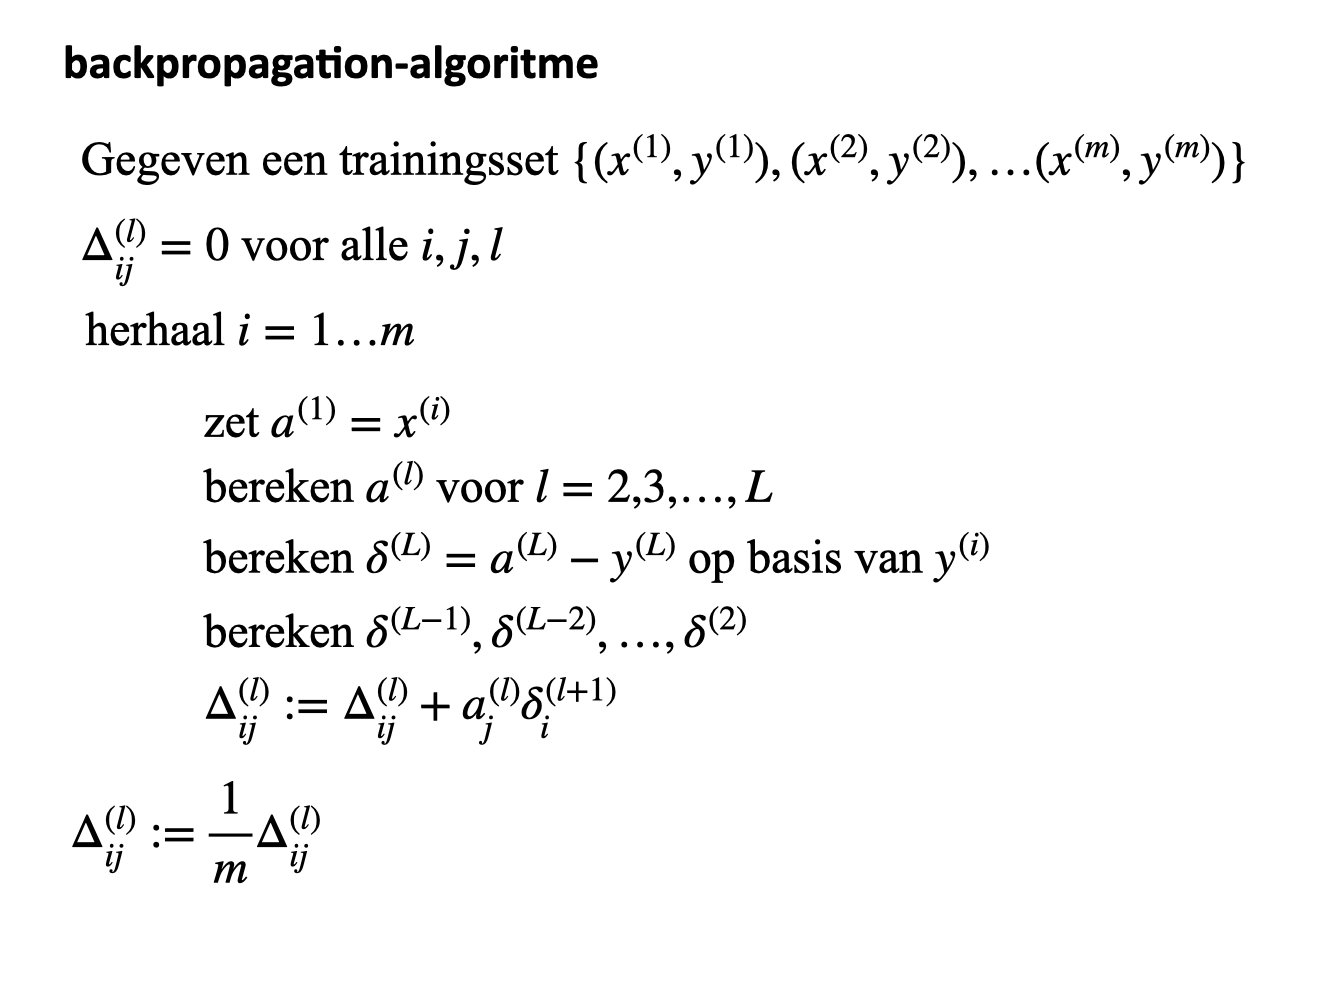 backpropagation-algoritme
Gegeven een trainingsset {(x^(1), y^(1)), (x^(2), y^(2)), …(x^(m), y^(m))}
Δ_ij^(l) = 0 voor alle i, j, l
herhaal i = 1…m
zet a^(1) = x^(i)
bereken a^(l) voor l = 2,3,…, L
bereken δ^(L) = a^(L) − y^(L) op basis van y^(i)
bereken δ^(L−1), δ^(L−2), …, δ^(2)
Δ_ij^(l) := Δ_ij^(l) + a_j^(l) δ_i^(l+1)
Δ_ij^(l) := 1/m Δ_ij^(l)